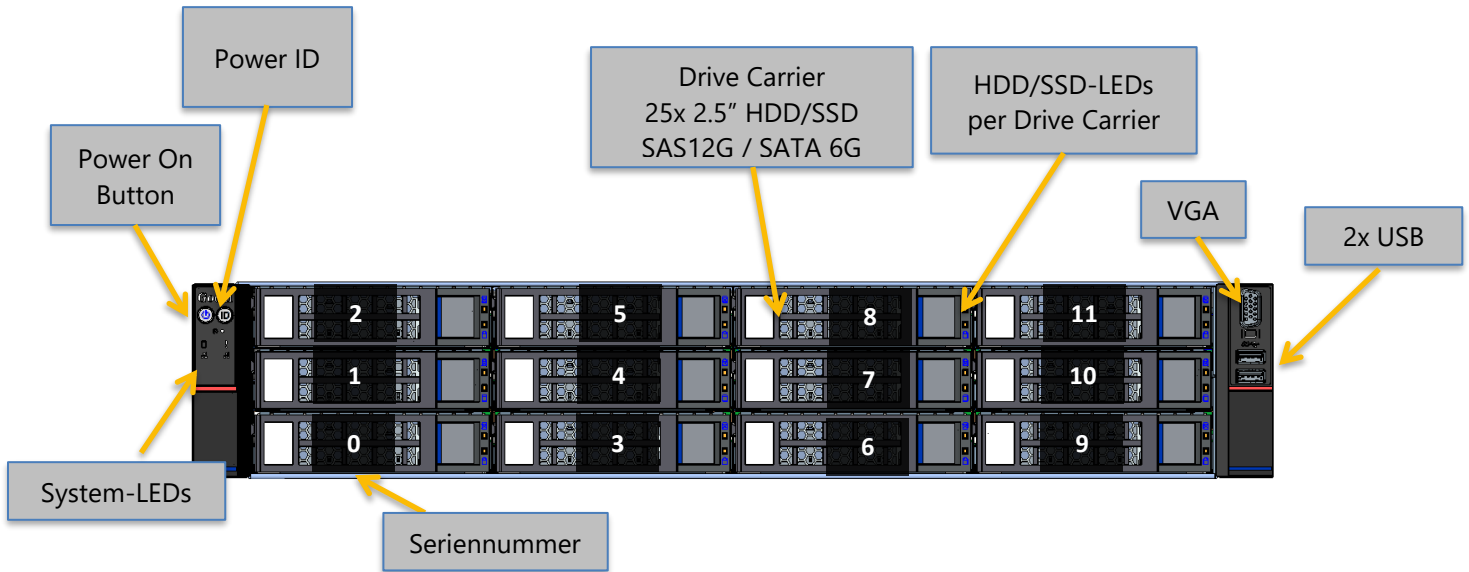 Power ID
Drive Carrier
25x 2.5” HDD/SSD
SAS12G / SATA 6G
HDD/SSD-LEDs
per Drive Carrier
Power On
Button
VGA
2x USB
ID
2
5
8
11
1
4
7
10
0
3
6
9
System-LEDs
Seriennummer